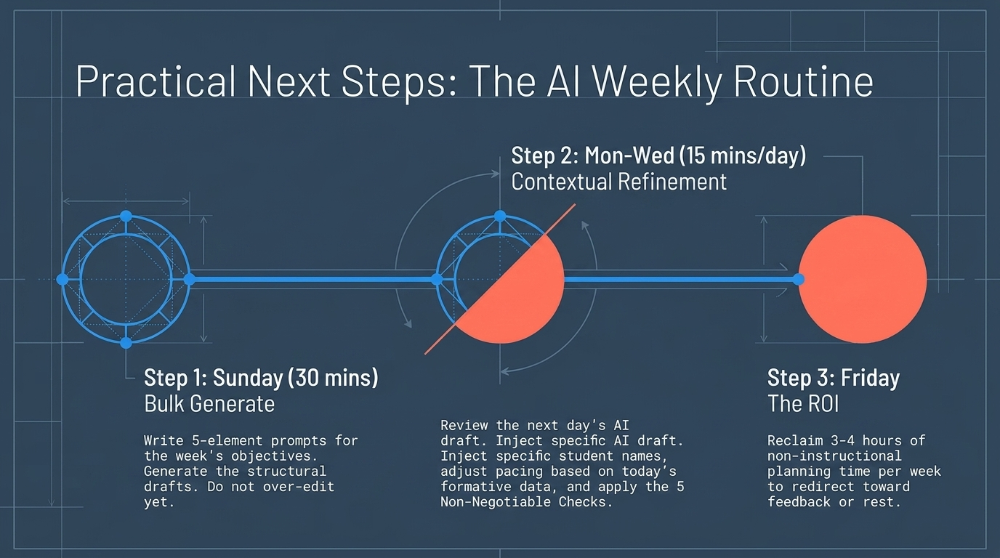 Practical Next Steps: The AI Weekly Routine
Step 2: Mon-Wed (15 mins/day)
Contextual Refinement
Step 1: Sunday (30 mins)
Bulk Generate
Write 5-element prompts for
the week's objectives.
Generate the structural
drafts. Do not over-edit
yet.
Review the next day's AI
draft. Inject specific AI draft.
Inject specific student names,
adjust pacing based on today's
formative data, and apply the 5
Non-Negotiable Checks.
Step 3: Friday
The ROI
Reclaim 3-4 hours of
non-instructional
planning time per week
to redirect toward
feedback or rest.